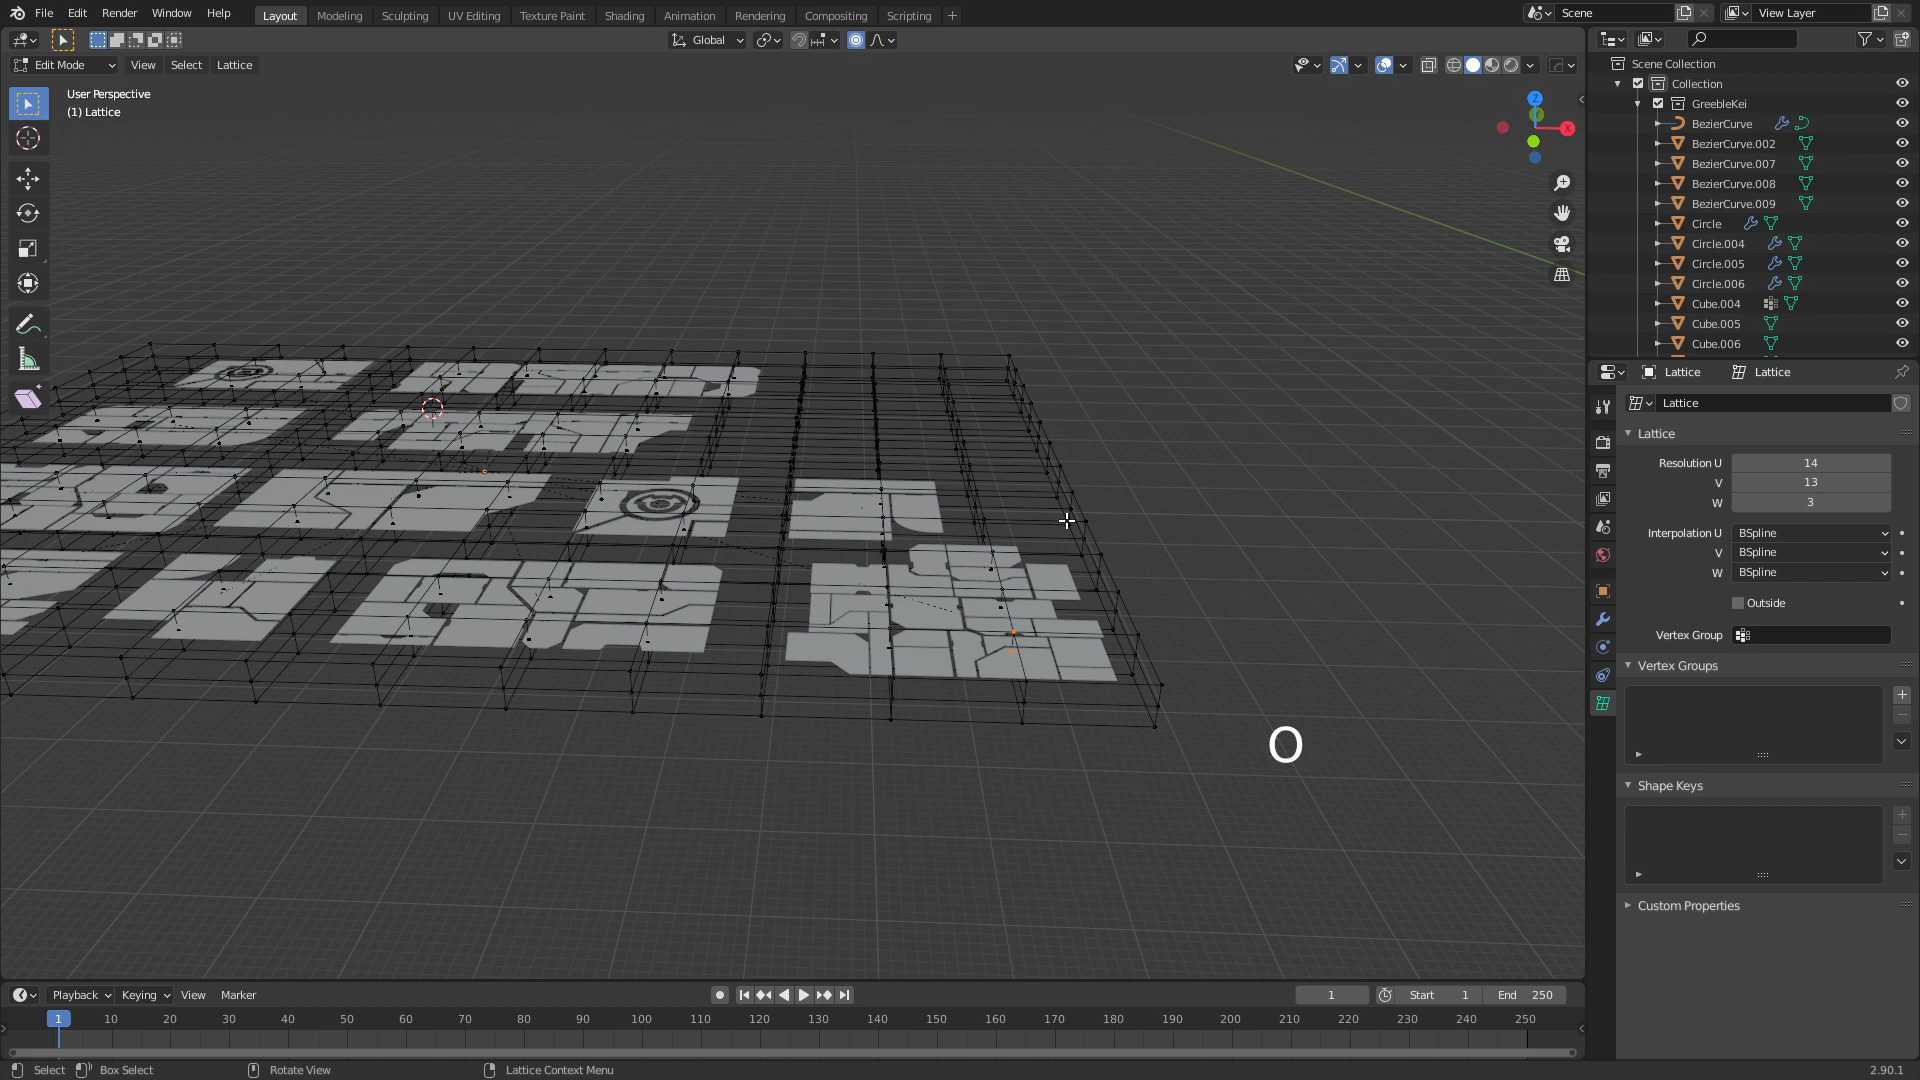 File Edit Render Window Help Layout Modeling Sculpting UV Editing Texture Paint Shading Animation Rendering Compositing Scripting + Scene View Layer
Global
Edit Mode View Select Lattice
User Perspective
(1) Lattice
Z
X
O
Scene Collection
Collection
GreebleKei
BezierCurve
BezierCurve.002
BezierCurve.007
BezierCurve.008
BezierCurve.009
Circle
Circle.004
Circle.005
Circle.006
Cube.004
Cube.005
Cube.006
Lattice Lattice
Lattice
Lattice
Resolution U 14
V 13
W 3
Interpolation U BSpline
V BSpline
W BSpline
Outside
Vertex Group
Vertex Groups
Shape Keys
Custom Properties
Playback Keying View Marker 1 Start 1 End 250
1 10 20 30 40 50 60 70 80 90 100 110 120 130 140 150 160 170 180 190 200 210 220 230 240 250
Select Box Select Rotate View Lattice Context Menu 2.90.1